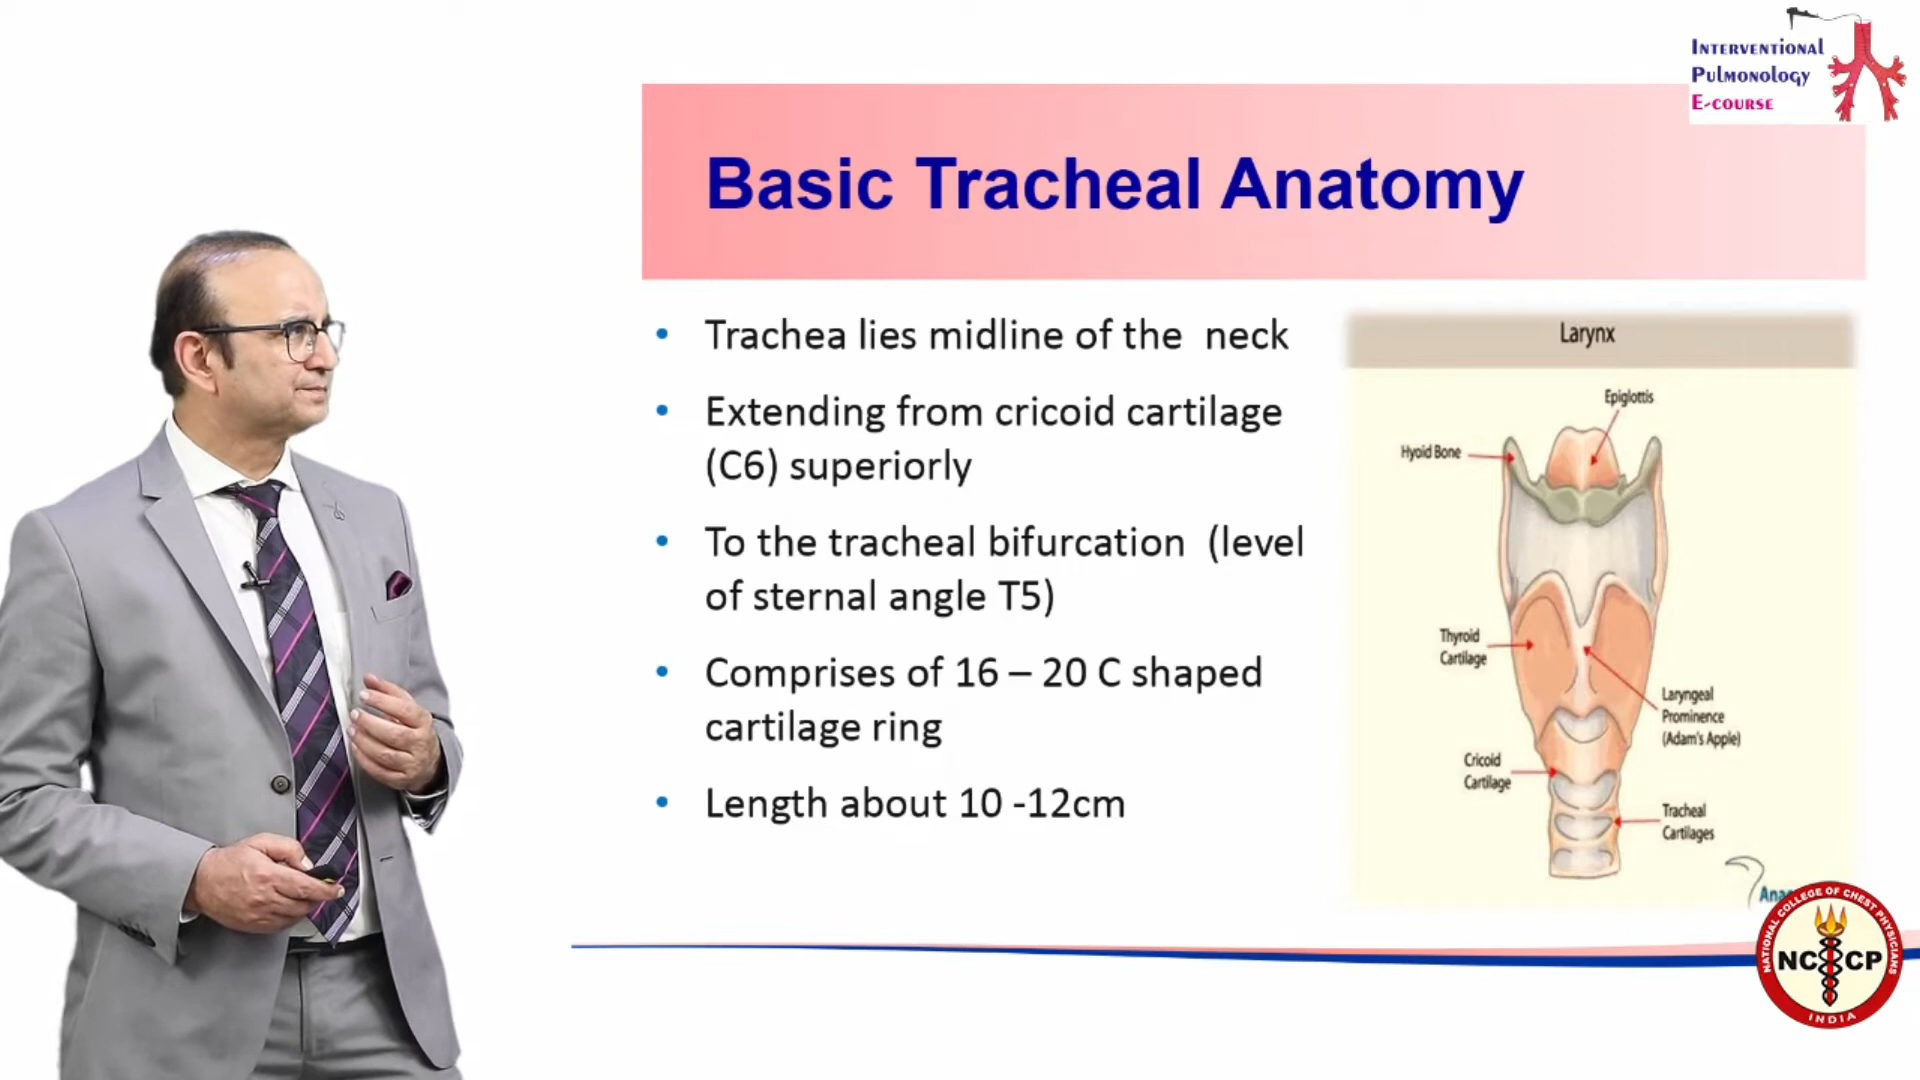 Interventional
Pulmonology
E-course
Basic Tracheal Anatomy
• Trachea lies midline of the neck
• Extending from cricoid cartilage
(C6) superiorly
• To the tracheal bifurcation (level
of sternal angle T5)
• Comprises of 16 – 20 C shaped
cartilage ring
• Length about 10 -12cm
Larynx
Epiglottis
Hyoid Bone
Thyroid
Cartilage
Laryngeal
Prominence
(Adam's Apple)
Cricoid
Cartilage
Tracheal
Cartilages
NATIONAL COLLEGE OF CHEST PHYSICIANS
NCCP
INDIA